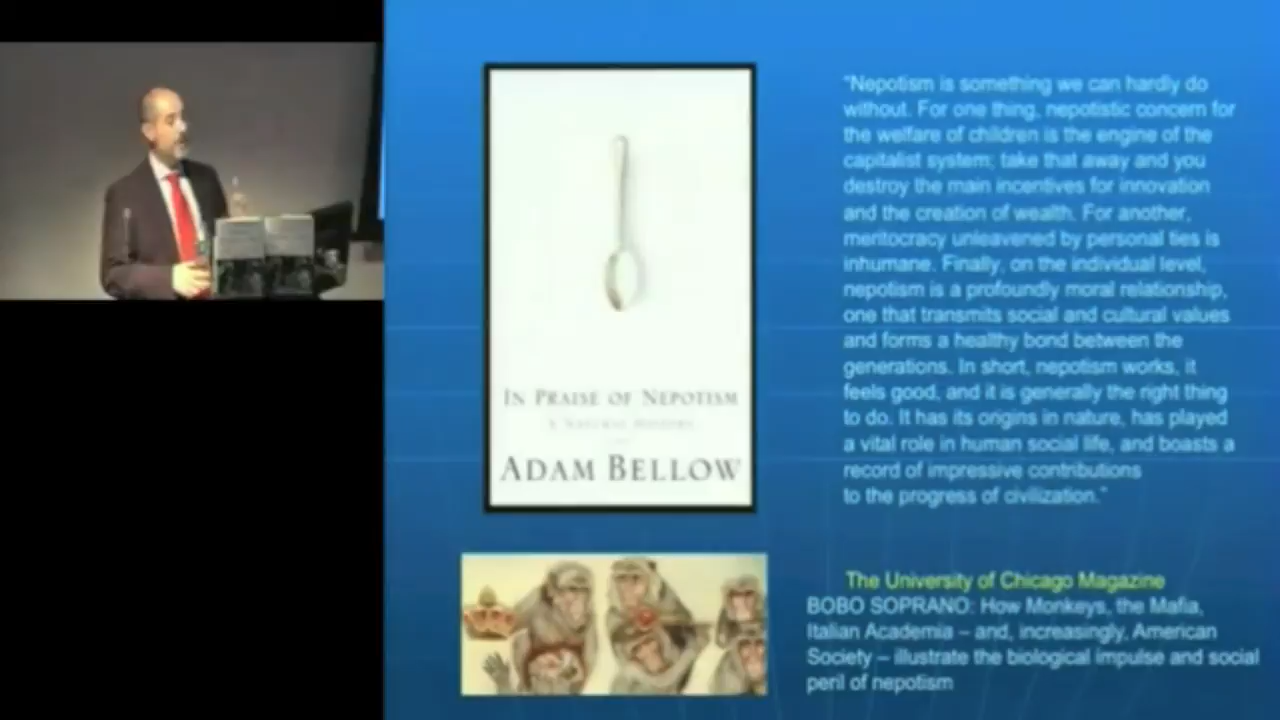 IN PRAISE OF NEPOTISM
A NATURAL HISTORY
ADAM BELLOW
"Nepotism is something we can hardly do
without. For one thing, nepotistic concern for
the welfare of children is the engine of the
capitalist system; take that away and you
destroy the main incentives for innovation
and the creation of wealth. For another,
meritocracy unleavened by personal ties is
inhumane. Finally, on the individual level,
nepotism is a profoundly moral relationship,
one that transmits social and cultural values
and forms a healthy bond between the
generations. In short, nepotism works, it
feels good, and it is generally the right thing
to do. It has its origins in nature, has played
a vital role in human social life, and boasts a
record of impressive contributions
to the progress of civilization."
The University of Chicago Magazine
BOBO SOPRANO: How Monkeys, the Mafia,
Italian Academia – and, increasingly, American
Society – illustrate the biological impulse and social
peril of nepotism